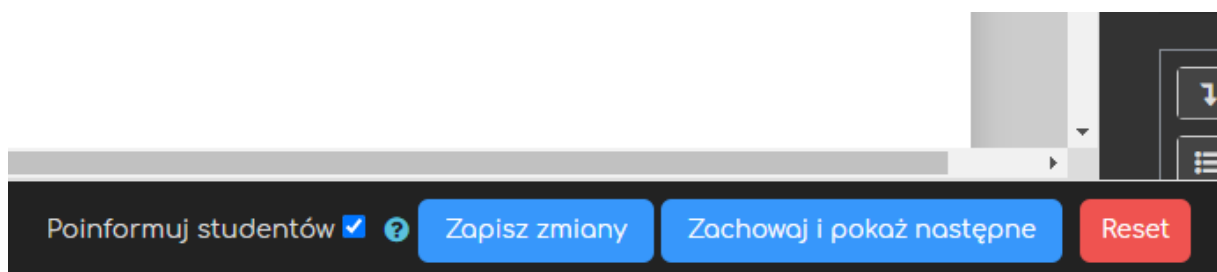 Poinformuj studentów
Zapisz zmiany
Zachowaj i pokaż następne
Reset